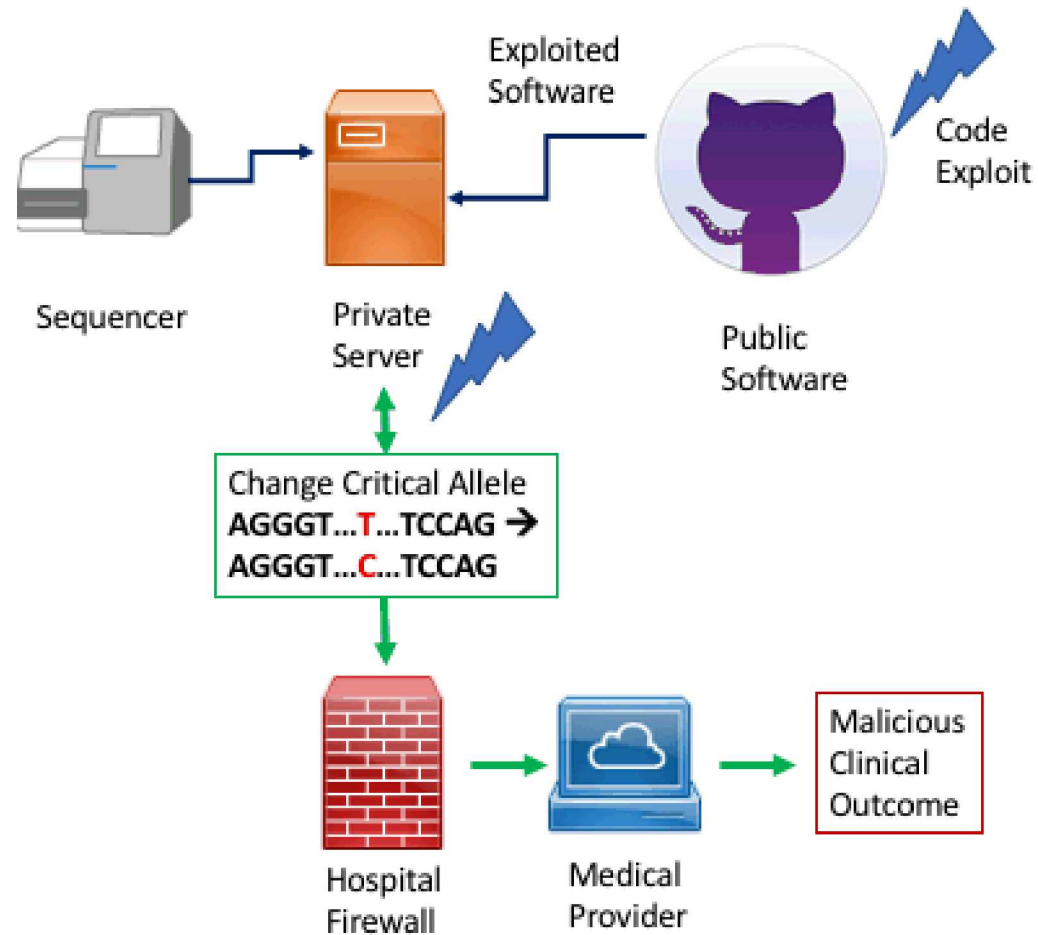 Exploited
Software
Code
Exploit
Sequencer
Private
Server
Public
Software
Change Critical Allele
AGGGT...T...TCCAG →
AGGGT...C...TCCAG
Hospital
Firewall
Medical
Provider
Malicious
Clinical
Outcome